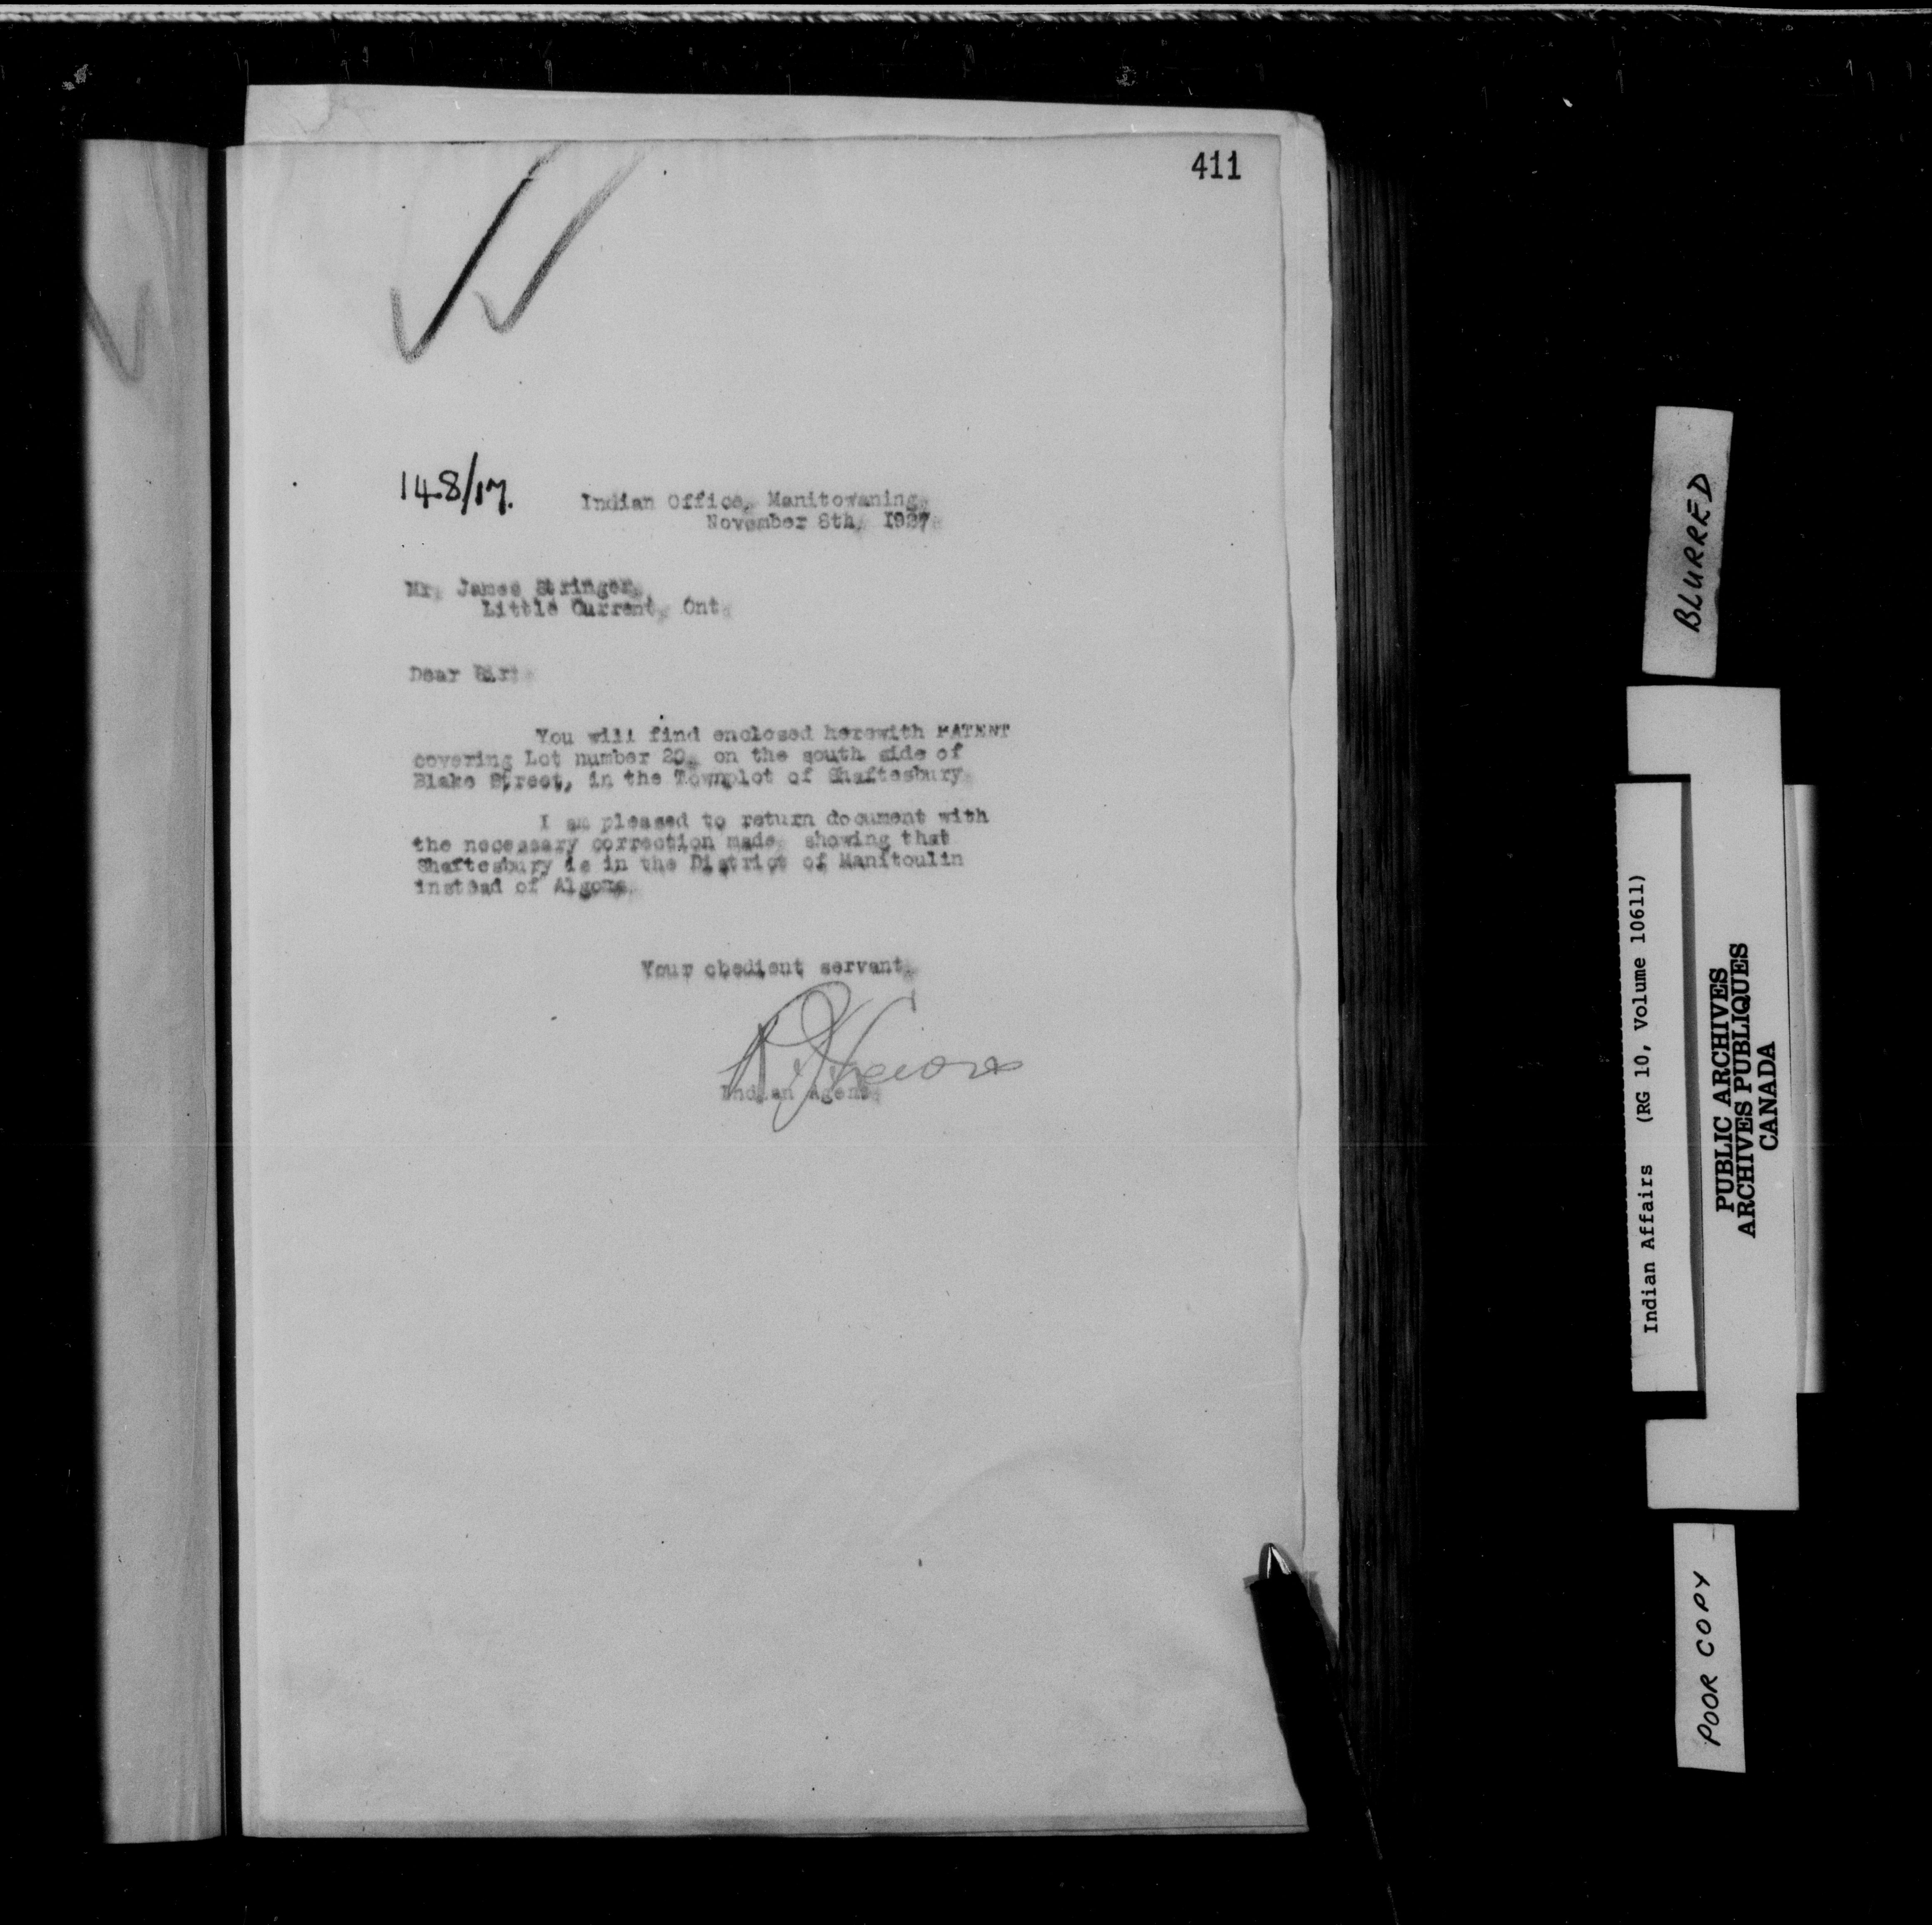 411
148/17.
Indian Office, Manitowaning,
November 8th, 1927.
Mr. James Stringer,
Little Current, Ont.
Dear Sir:
You will find enclosed herewith PATENT
covering Lot number 20, on the south side of
Blake Street, in the Townplot of Shaftesbury.
I am pleased to return document with
the necessary correction made, showing that
Shaftesbury is in the District of Manitoulin
instead of Algoma.
Your obedient servant,
Indian Agent.
BLURRED
Indian Affairs (RG 10, Volume 10611)
PUBLIC ARCHIVES
ARCHIVES PUBLIQUES
CANADA
POOR COPY